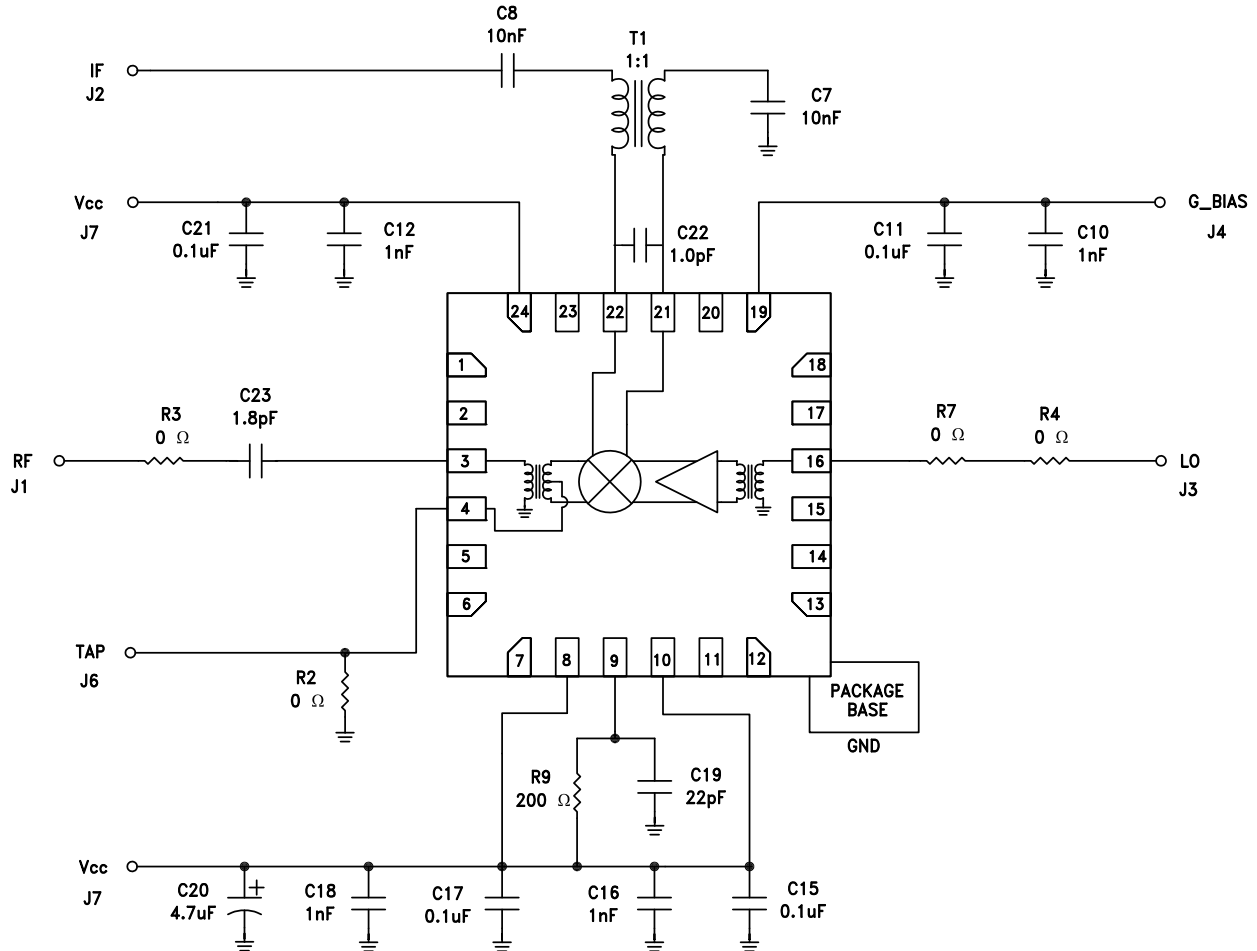 C8
10nF
T1
1:1
IF
J2
C7
10nF
Vcc
J7
C21
0.1uF
C12
1nF
C22
1.0pF
C11
0.1uF
C10
1nF
G_BIAS
J4
24
23
22
21
20
19
1
2
3
4
5
6
18
17
16
15
14
13
7
8
9
10
11
12
C23
1.8pF
R3
0 Ω
RF
J1
R7
0 Ω
R4
0 Ω
LO
J3
TAP
J6
R2
0 Ω
PACKAGE
BASE
GND
R9
200 Ω
C19
22pF
Vcc
J7
C20
4.7uF
+
C18
1nF
C17
0.1uF
C16
1nF
C15
0.1uF